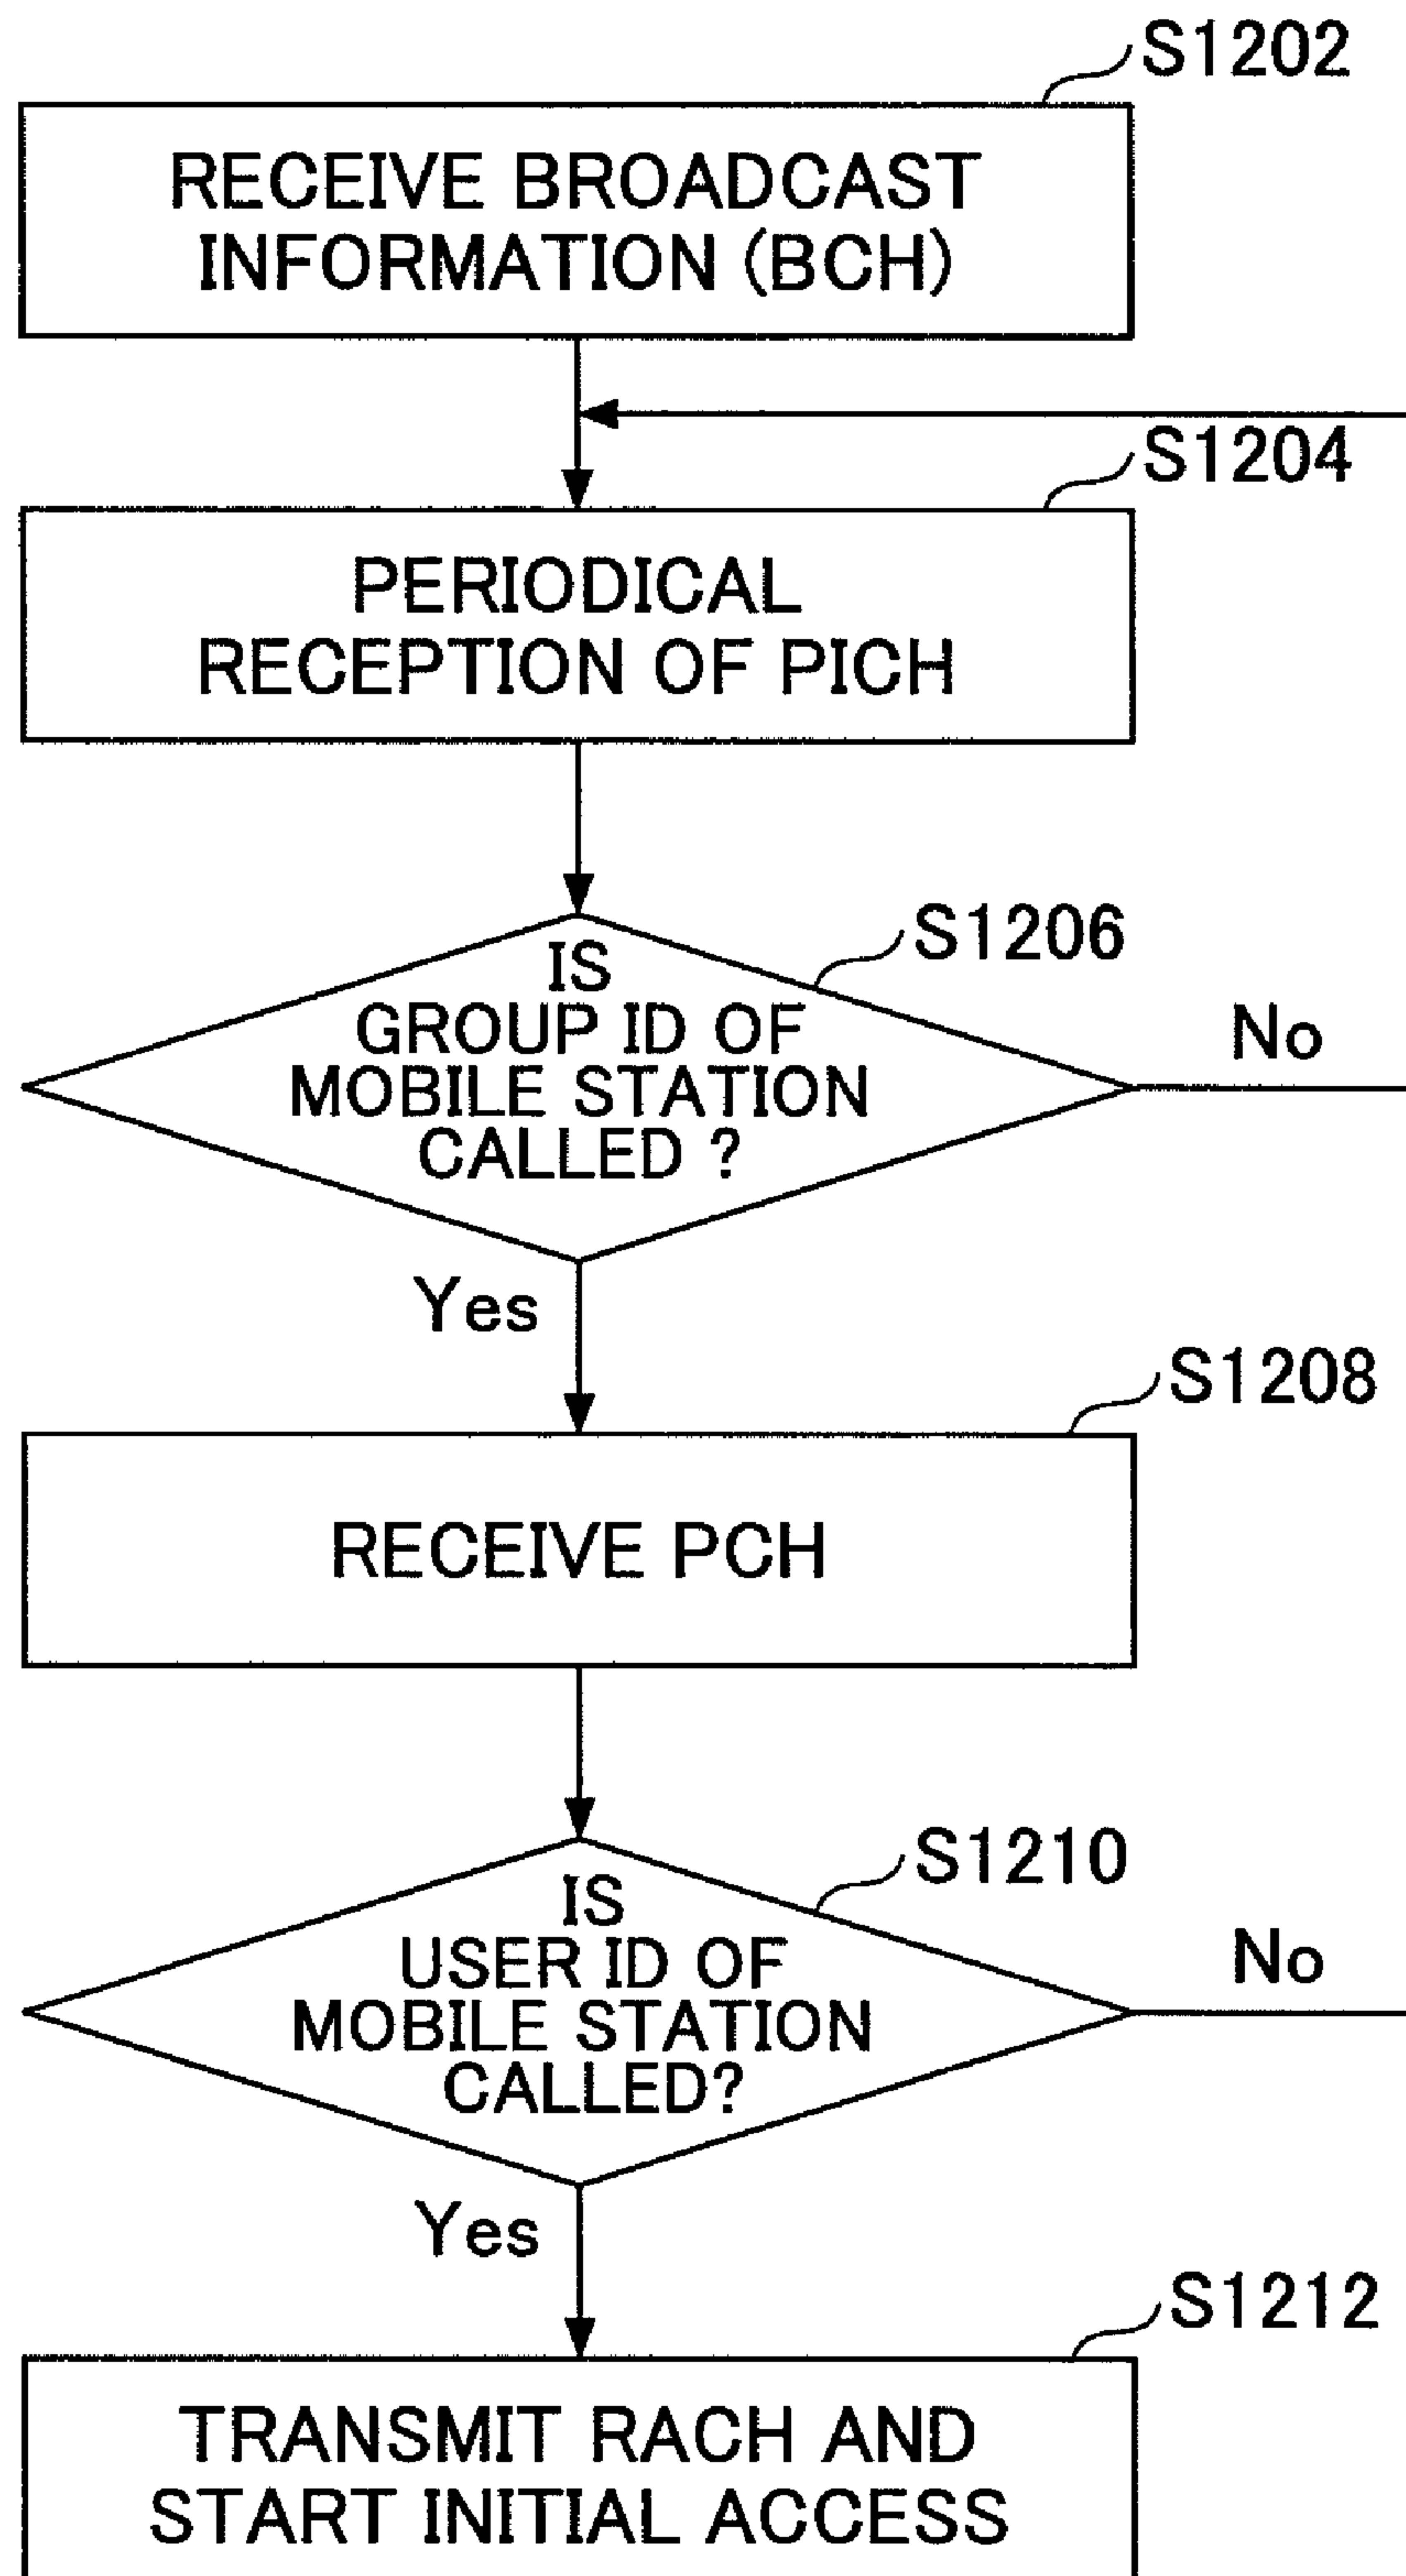 S1202
RECEIVE BROADCAST
INFORMATION (BCH)
S1204
PERIODICAL
RECEPTION OF PICH
S1206
IS
GROUP ID OF
MOBILE STATION
CALLED ?
No
Yes
S1208
RECEIVE PCH
S1210
IS
USER ID OF
MOBILE STATION
CALLED?
No
Yes
S1212
TRANSMIT RACH AND
START INITIAL ACCESS